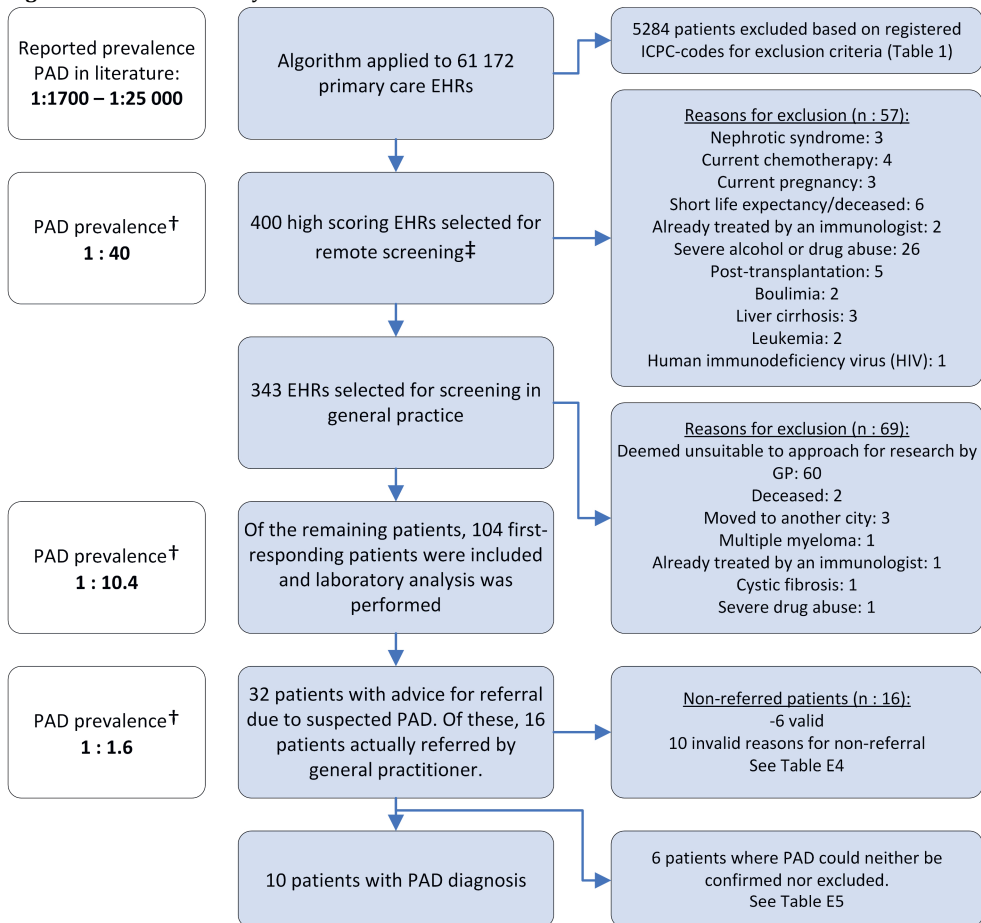 Reported prevalence
PAD in literature:
1:1700 – 1:25 000
Algorithm applied to 61 172
primary care EHRs
5284 patients excluded based on registered
ICPC-codes for exclusion criteria (Table 1)
Reasons for exclusion (n : 57):
Nephrotic syndrome: 3
Current chemotherapy: 4
Current pregnancy: 3
Short life expectancy/deceased: 6
Already treated by an immunologist: 2
Severe alcohol or drug abuse: 26
Post-transplantation: 5
Boulimia: 2
Liver cirrhosis: 3
Leukemia: 2
Human immunodeficiency virus (HIV): 1
PAD prevalence†
1 : 40
400 high scoring EHRs selected for
remote screening‡
343 EHRs selected for screening in
general practice
Reasons for exclusion (n : 69):
Deemed unsuitable to approach for research by
GP: 60
Deceased: 2
Moved to another city: 3
Multiple myeloma: 1
Already treated by an immunologist: 1
Cystic fibrosis: 1
Severe drug abuse: 1
PAD prevalence†
1 : 10.4
Of the remaining patients, 104 first-
responding patients were included
and laboratory analysis was
performed
PAD prevalence†
1 : 1.6
32 patients with advice for referral
due to suspected PAD. Of these, 16
patients actually referred by
general practitioner.
Non-referred patients (n : 16):
-6 valid
10 invalid reasons for non-referral
See Table E4
10 patients with PAD diagnosis
6 patients where PAD could neither be
confirmed nor excluded.
See Table E5